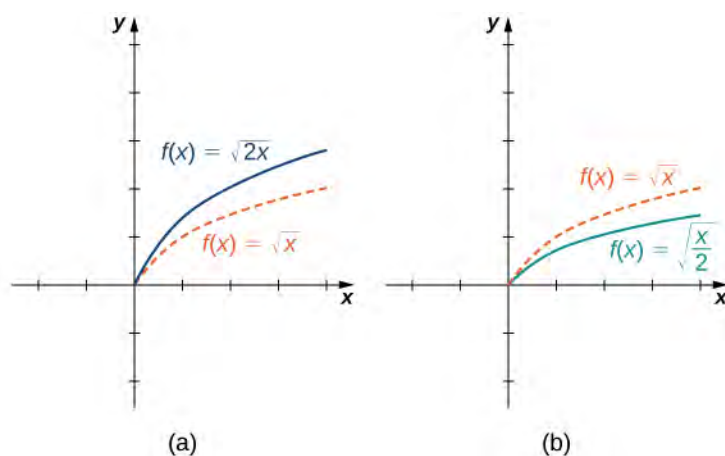 y
f(x) = √2x
f(x) = √x
x
(a)
y
f(x) = √x
f(x) = √x/2
x
(b)